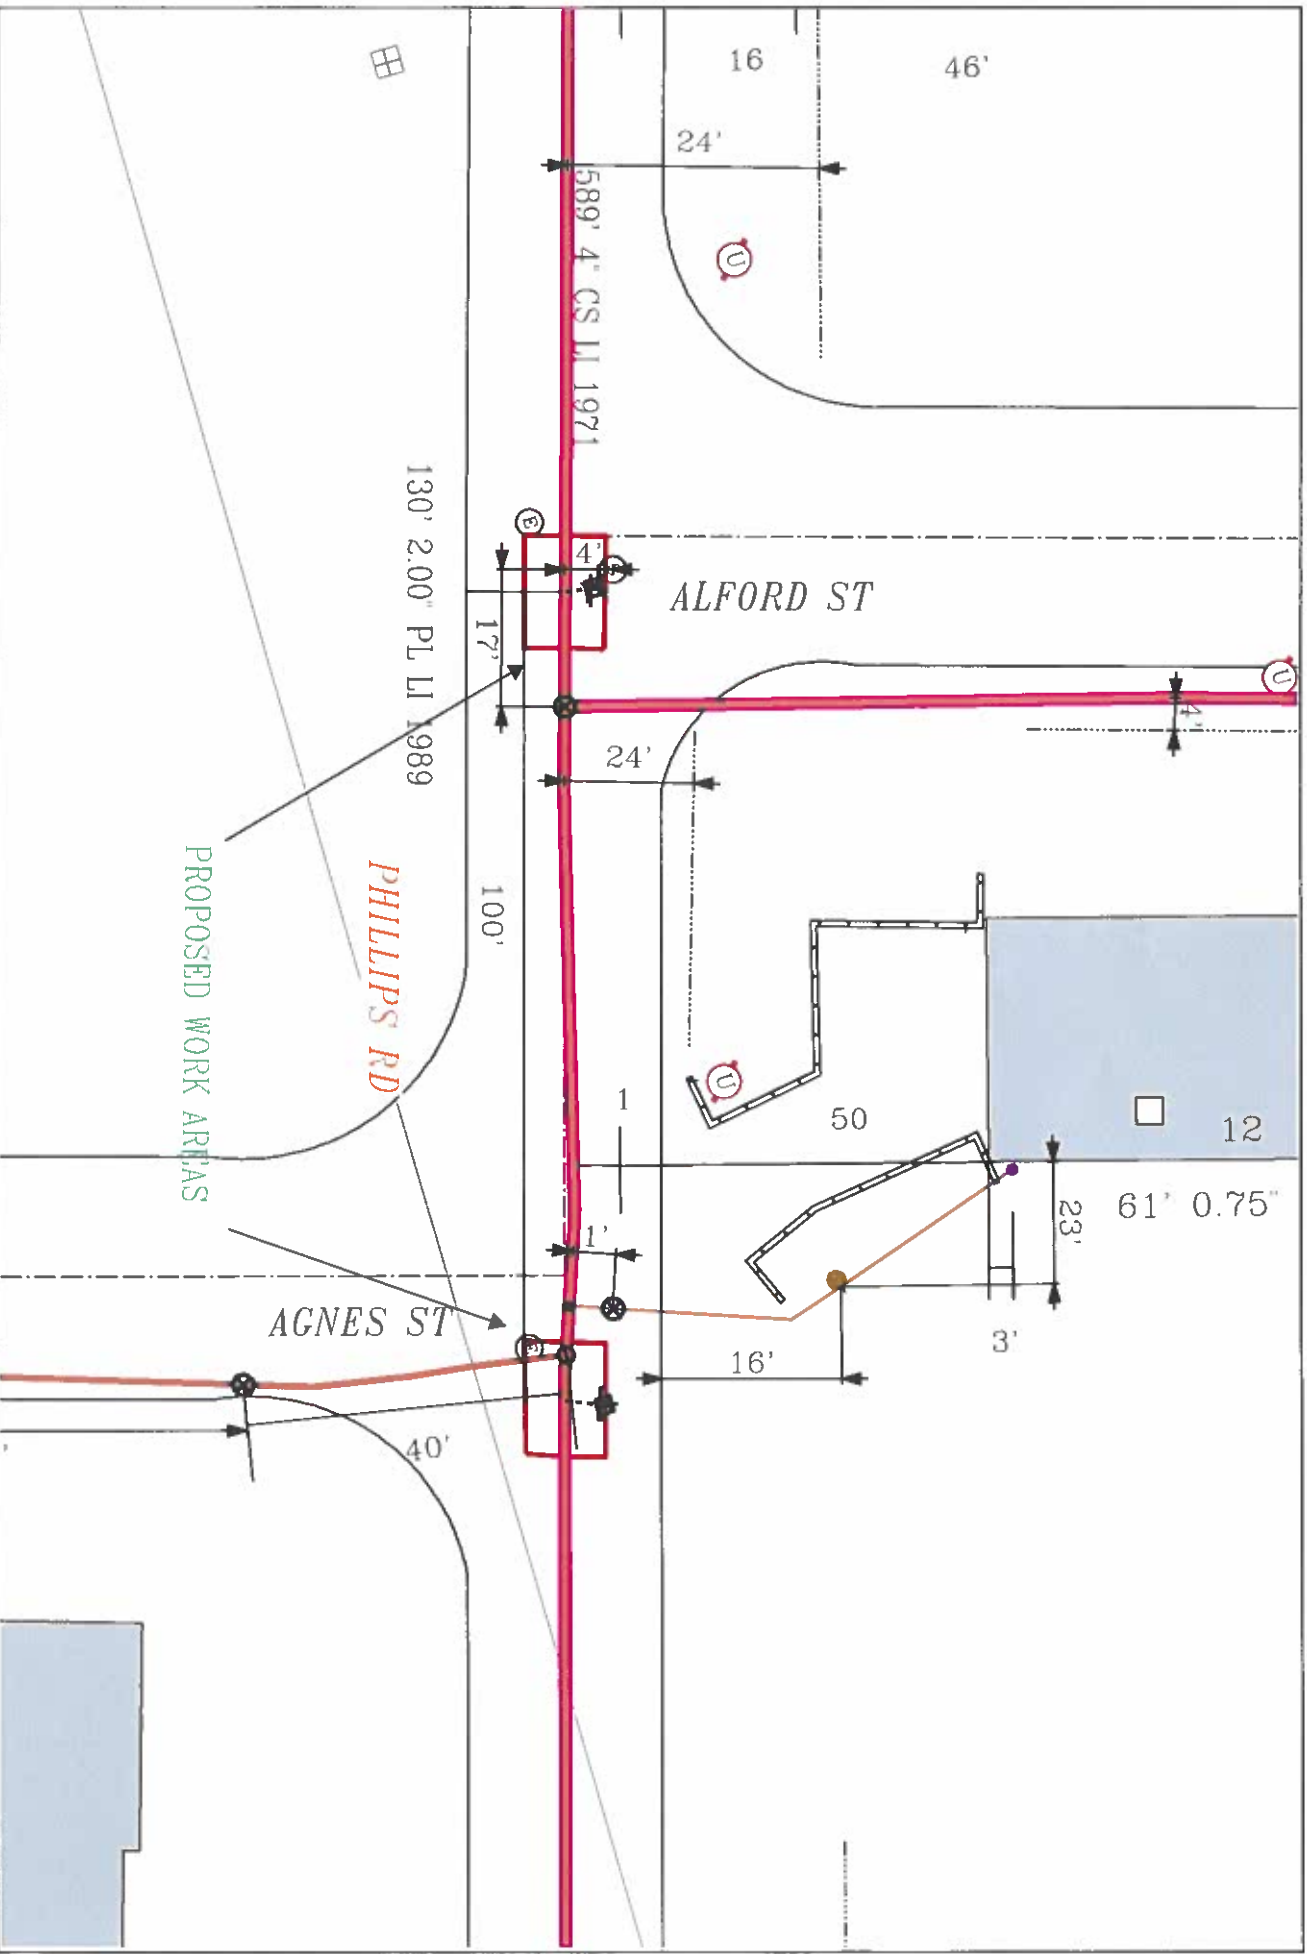 16
46'
24'
U
589' 4" CS LI 1971
130' 2.00" PL LI 1989
E
4'
ALFORD ST
17'
U
4'
24'
100'
PHILLIPS RD
PROPOSED WORK AREAS
U
1
50
12
61' 0.75"
23'
1'
AGNES ST
E
3'
16'
40'